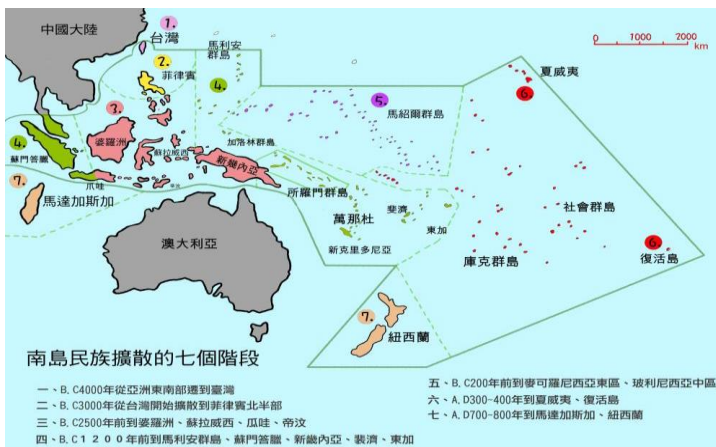 中國大陸
1.
台灣
2.
菲律賓
馬利安
群島
4.
0 1000 2000
km
夏威夷
6.
5.
馬紹爾群島
3.
婆羅洲
蘇拉威西
加洛林群島
新畿內亞
4.
蘇門答臘
爪哇
7.
馬達加斯加
所羅門群島
萬那杜
斐濟
東加
新克里多尼亞
社會群島
庫克群島
6.
復活島
澳大利亞
7.
紐西蘭
南島民族擴散的七個階段
一、B.C4000年從亞洲東南部遷到臺灣
二、B.C3000年從台灣開始擴散到菲律賓北半部
三、B.C2500年前到婆羅洲、蘇拉威西、瓜哇、帝汶
四、B.C1200年前到馬利安群島、蘇門答臘、新畿內亞、裴濟、東加
五、B.C200年前到麥可羅尼西亞東區、玻利尼西亞中區
六、A.D300-400年到夏威夷、復活島
七、A.D700-800年到馬達加斯加、紐西蘭